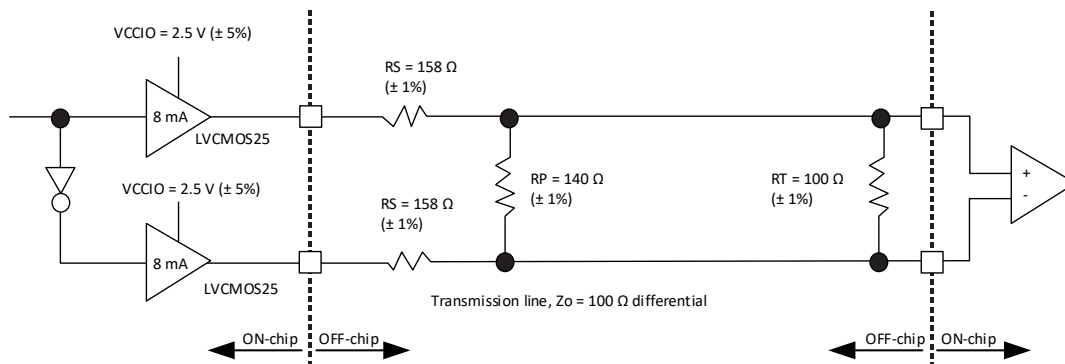 VCCIO = 2.5 V (± 5%)
8 mA
LVCMOS25
RS = 158 Ω
(± 1%)
RP = 140 Ω
(± 1%)
RT = 100 Ω
(± 1%)
+
-
VCCIO = 2.5 V (± 5%)
8 mA
LVCMOS25
RS = 158 Ω
(± 1%)
Transmission line, Zo = 100 Ω differential
ON-chip
OFF-chip
OFF-chip
ON-chip